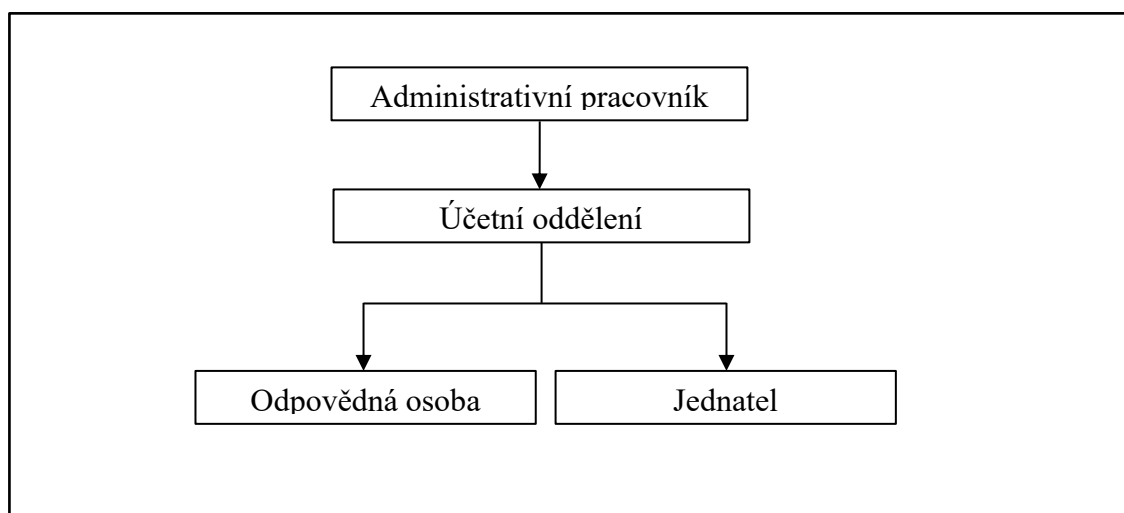 Administrativní pracovník
Účetní oddělení
Odpovědná osoba
Jednatel